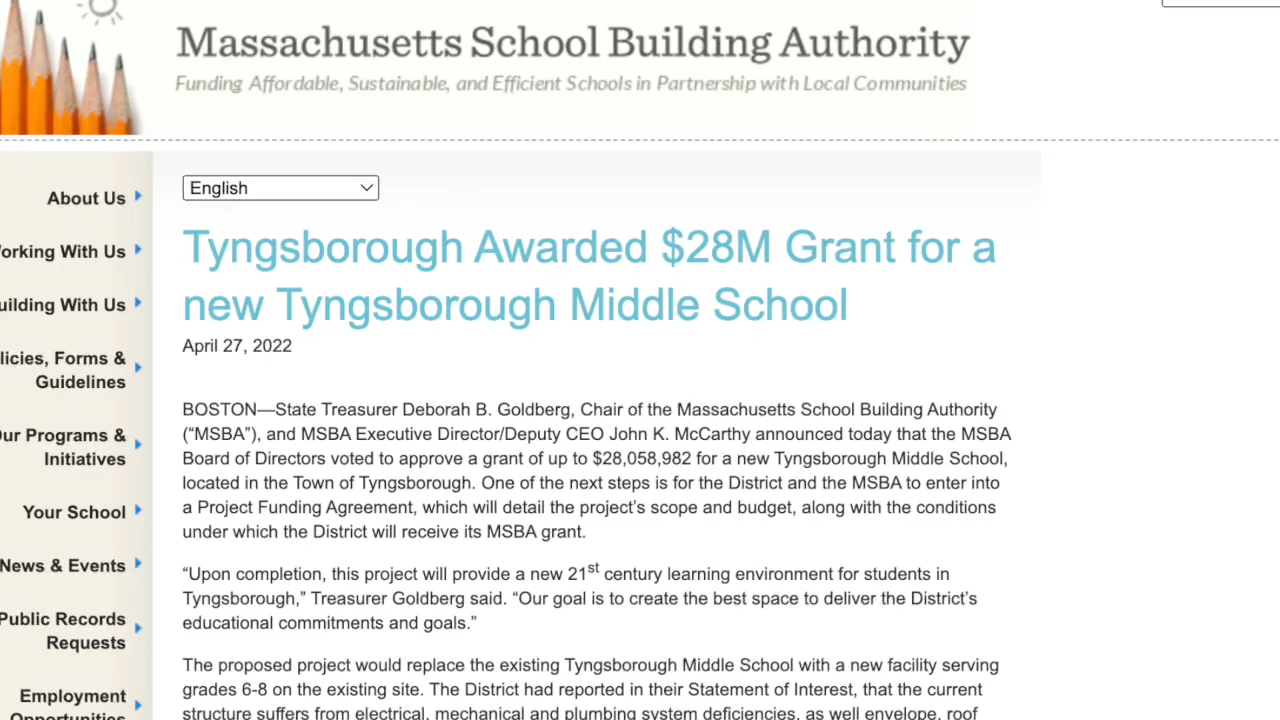 Massachusetts School Building Authority
Funding Affordable, Sustainable, and Efficient Schools in Partnership with Local Communities
About Us
With Us
With Us
Forms &
Guidelines
Programs &
Initiatives
Your School
News & Events
Public Records
Requests
Employment
Opportunities
English
Tyngsborough Awarded $28M Grant for a
new Tyngsborough Middle School
April 27, 2022
BOSTON—State Treasurer Deborah B. Goldberg, Chair of the Massachusetts School Building Authority
(“MSBA”), and MSBA Executive Director/Deputy CEO John K. McCarthy announced today that the MSBA
Board of Directors voted to approve a grant of up to $28,058,982 for a new Tyngsborough Middle School,
located in the Town of Tyngsborough. One of the next steps is for the District and the MSBA to enter into
a Project Funding Agreement, which will detail the project’s scope and budget, along with the conditions
under which the District will receive its MSBA grant.
“Upon completion, this project will provide a new 21st century learning environment for students in
Tyngsborough,” Treasurer Goldberg said. “Our goal is to create the best space to deliver the District’s
educational commitments and goals.”
The proposed project would replace the existing Tyngsborough Middle School with a new facility serving
grades 6-8 on the existing site. The District had reported in their Statement of Interest, that the current
structure suffers from electrical, mechanical and plumbing system deficiencies, as well envelope, roof